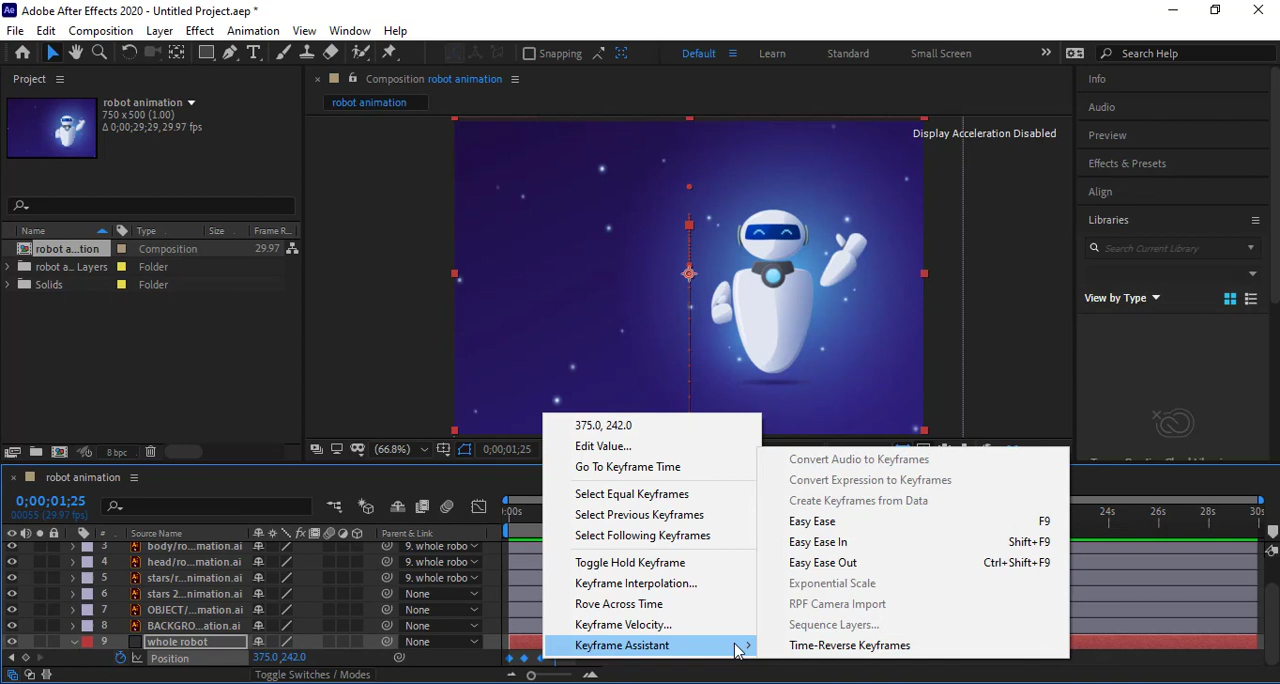 Adobe After Effects 2020 - Untitled Project.aep *
File Edit Composition Layer Effect Animation View Window Help
Snapping Default Learn Standard Small Screen Search Help
Project
Composition robot animation
robot animation
robot animation
750 x 500 (1.00)
Δ 0;00;29;29, 29.97 fps
Display Acceleration Disabled
Name Type Size Frame R...
robot a...tion Composition 29.97
robot a... Layers Folder
Solids Folder
8 bpc
(66.8%) 0;00;01;25
Info
Audio
Preview
Effects & Presets
Align
Libraries
Search Current Library
View by Type
375.0, 242.0
Edit Value...
Go To Keyframe Time
Select Equal Keyframes
Select Previous Keyframes
Select Following Keyframes
Toggle Hold Keyframe
Keyframe Interpolation...
Rove Across Time
Keyframe Velocity...
Keyframe Assistant
Convert Audio to Keyframes
Convert Expression to Keyframes
Create Keyframes from Data
Easy Ease F9
Easy Ease In Shift+F9
Easy Ease Out Ctrl+Shift+F9
Exponential Scale
RPF Camera Import
Sequence Layers...
Time-Reverse Keyframes
robot animation
0;00;01;25
00055 (29.97 fps)
:00s 24s 26s 28s 30s
# Source Name Parent & Link
3 body/ro...mation.ai 9. whole robo
4 head/ro...mation.ai 9. whole robo
5 stars/r...nimation.ai 9. whole robo
6 stars 2...nimation.ai None
7 OBJECT/...mation.ai None
8 BACKGRO...mation.ai None
9 whole robot None
Position 375.0,242.0
Toggle Switches / Modes